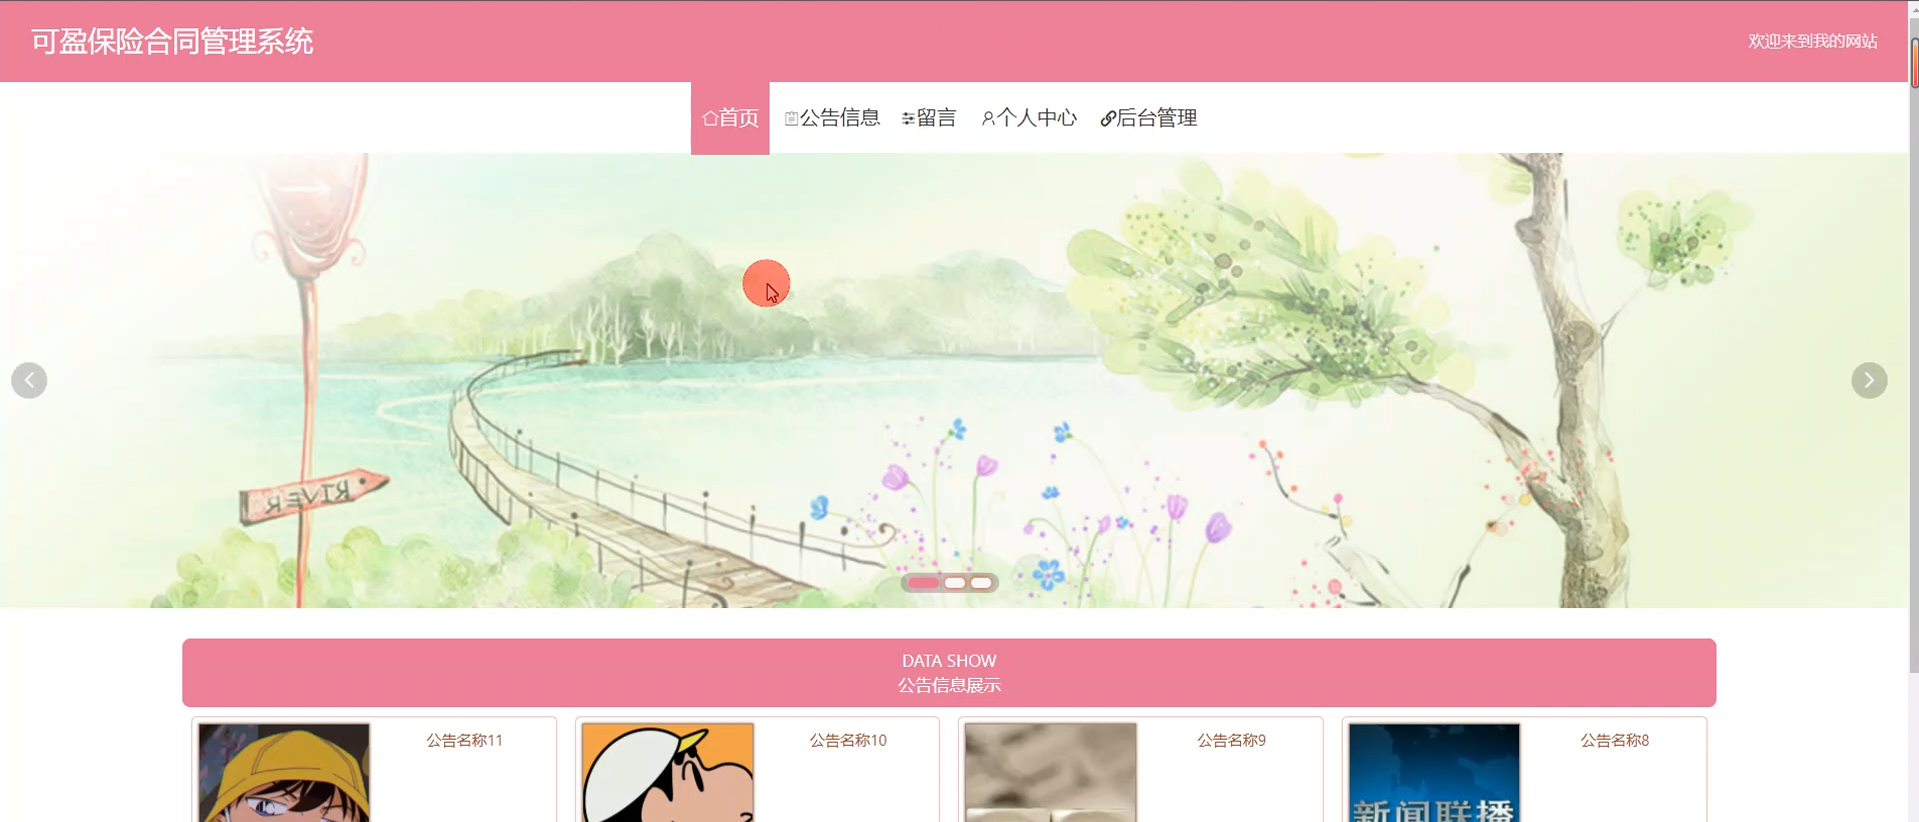 可盈保险合同管理系统
欢迎来到我的网站
首页 公告信息 留言 个人中心 后台管理
RIVER
DATA SHOW
公告信息展示
公告名称11
公告名称10
公告名称9
公告名称8
新闻联播